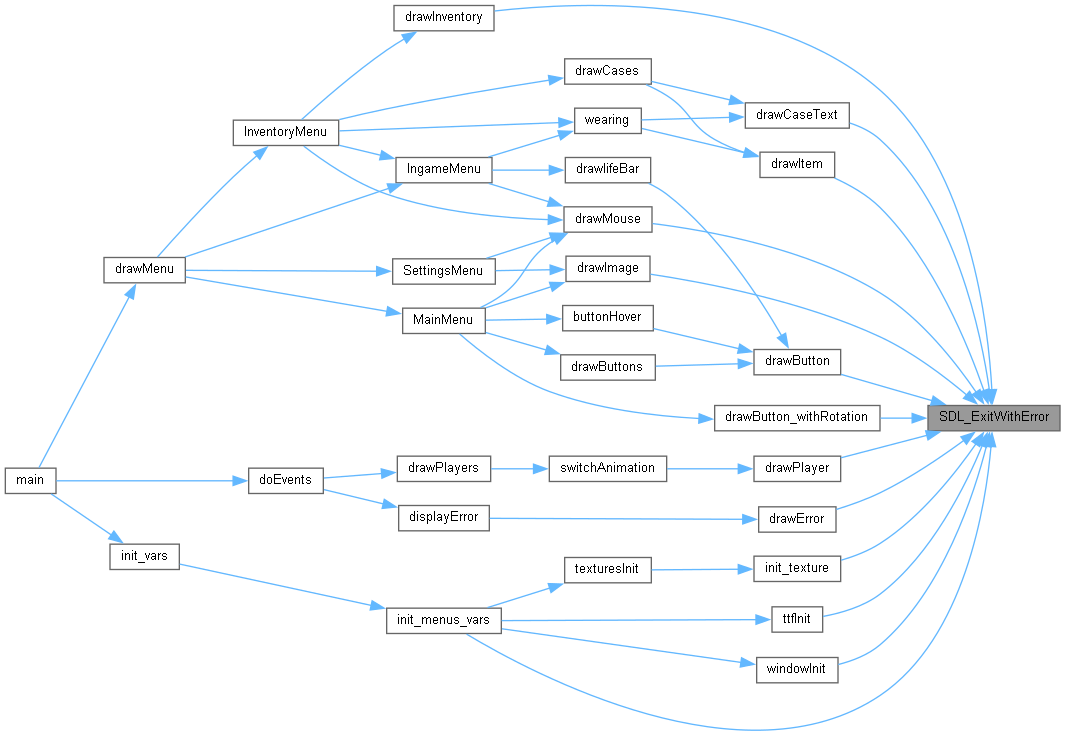 drawInventory
drawCases
drawCaseText
wearing
InventoryMenu
drawItem
IngameMenu
drawlifeBar
drawMouse
drawMenu
SettingsMenu
drawImage
MainMenu
buttonHover
drawButtons
drawButton
drawButton_withRotation
SDL_ExitWithError
main
doEvents
drawPlayers
switchAnimation
drawPlayer
displayError
drawError
init_vars
texturesInit
init_texture
init_menus_vars
ttfInit
windowInit